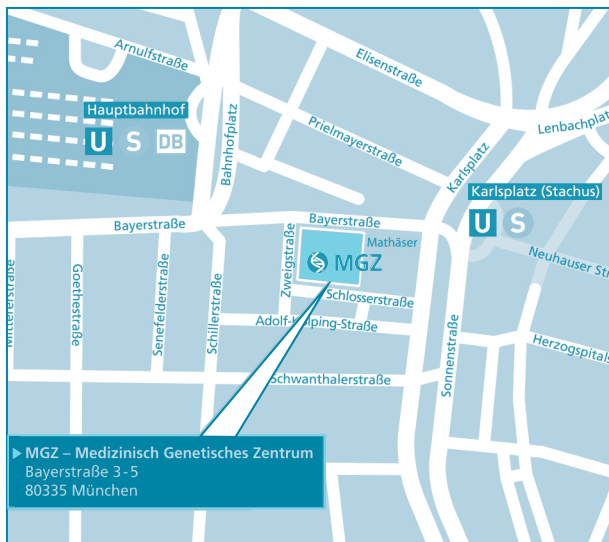 Arnulfstraße
Elisenstraße
Hauptbahnhof
U S DB
Bahnhofplatz
Prielmayerstraße
Lenbachplatz
Karlsplatz
Karlsplatz (Stachus)
U S
Bayerstraße
Bayerstraße
Mathäser
MGZ
Neuhauser Str
Mittererstraße
Goethestraße
Senefelderstraße
Schillerstraße
Zweigstraße
Schlosserstraße
Adolf-Kolping-Straße
Sonnenstraße
Herzogspitals
Schwanthalerstraße
MGZ – Medizinisch Genetisches Zentrum
Bayerstraße 3-5
80335 München